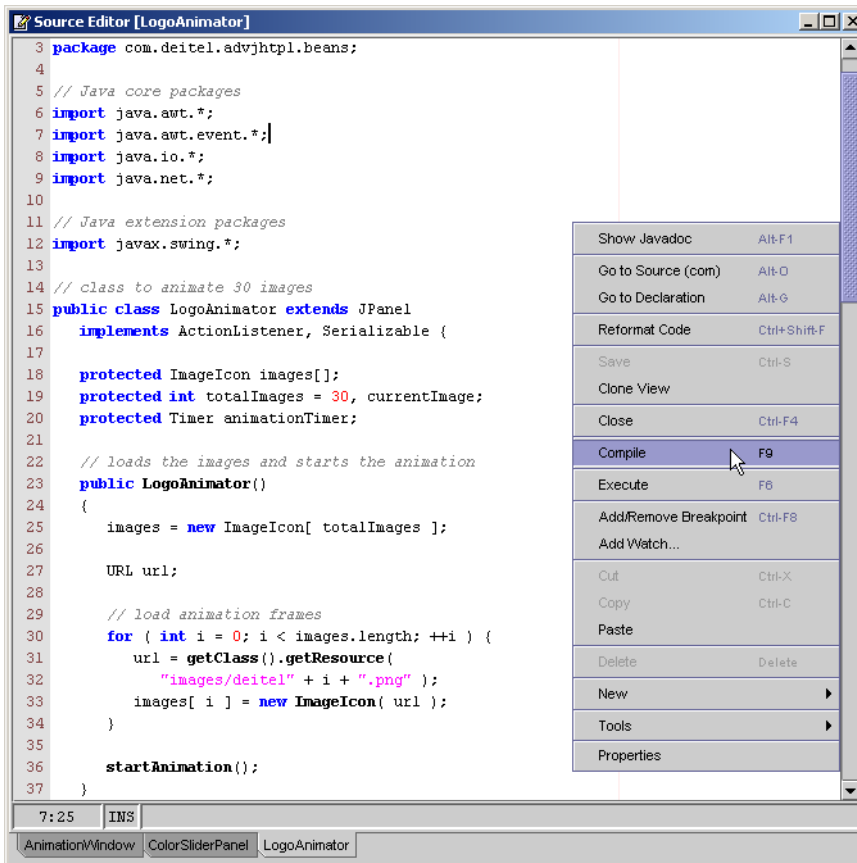 Source Editor [LogoAnimator]
3 package com.deitel.advjhtpl.beans;
4
5 // Java core packages
6 import java.awt.*;
7 import java.awt.event.*;
8 import java.io.*;
9 import java.net.*;
10
11 // Java extension packages
12 import javax.swing.*;
13
14 // class to animate 30 images
15 public class LogoAnimator extends JPanel
16    implements ActionListener, Serializable {
17
18    protected ImageIcon images[];
19    protected int totalImages = 30, currentImage;
20    protected Timer animationTimer;
21
22    // loads the images and starts the animation
23    public LogoAnimator()
24    {
25       images = new ImageIcon[ totalImages ];
26
27       URL url;
28
29       // load animation frames
30       for ( int i = 0; i < images.length; ++i ) {
31          url = getClass().getResource(
32             "images/deitel" + i + ".png" );
33          images[ i ] = new ImageIcon( url );
34       }
35
36       startAnimation();
37    }
Show Javadoc Alt-F1
Go to Source (com) Alt-O
Go to Declaration Alt-G
Reformat Code Ctrl+Shift-F
Save Ctrl-S
Clone View
Close Ctrl-F4
Compile F9
Execute F6
Add/Remove Breakpoint Ctrl-F8
Add Watch...
Cut Ctrl-X
Copy Ctrl-C
Paste
Delete Delete
New
Tools
Properties
7:25 INS
AnimationWindow ColorSliderPanel LogoAnimator